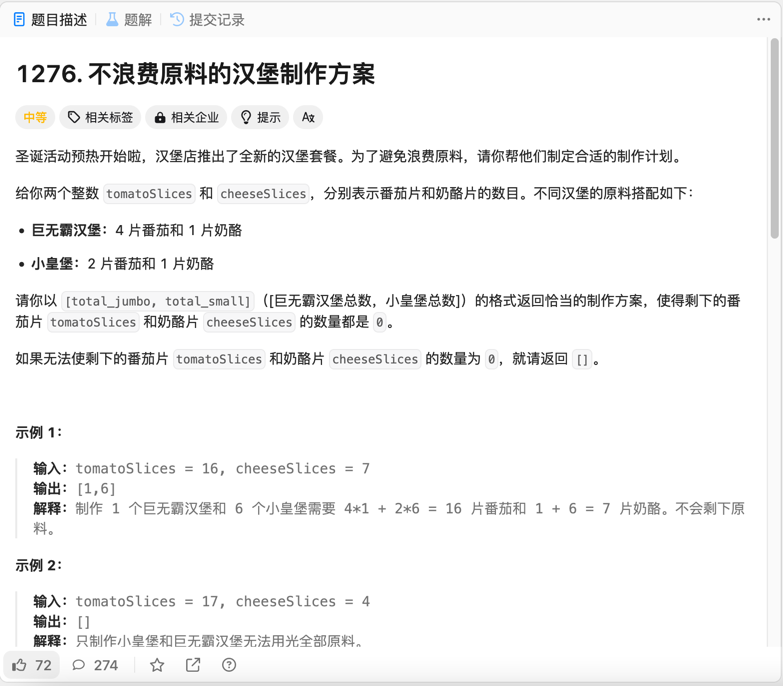 题目描述 题解 提交记录
1276. 不浪费原料的汉堡制作方案
中等 相关标签 相关企业 提示
圣诞活动预热开始啦，汉堡店推出了全新的汉堡套餐。为了避免浪费原料，请你帮他们制定合适的制作计划。
给你两个整数 tomatoSlices 和 cheeseSlices，分别表示番茄片和奶酪片的数目。不同汉堡的原料搭配如下：
• 巨无霸汉堡：4 片番茄和 1 片奶酪
• 小皇堡：2 片番茄和 1 片奶酪
请你以 [total_jumbo, total_small]（[巨无霸汉堡总数，小皇堡总数]）的格式返回恰当的制作方案，使得剩下的番
茄片 tomatoSlices 和奶酪片 cheeseSlices 的数量都是 0。
如果无法使剩下的番茄片 tomatoSlices 和奶酪片 cheeseSlices 的数量为 0，就请返回 []。
示例 1：
输入：tomatoSlices = 16, cheeseSlices = 7
输出：[1,6]
解释：制作 1 个巨无霸汉堡和 6 个小皇堡需要 4*1 + 2*6 = 16 片番茄和 1 + 6 = 7 片奶酪。不会剩下原
料。
示例 2：
输入：tomatoSlices = 17, cheeseSlices = 4
输出：[]
解释：只制作小皇堡和巨无霸汉堡无法用光全部原料。
72 274